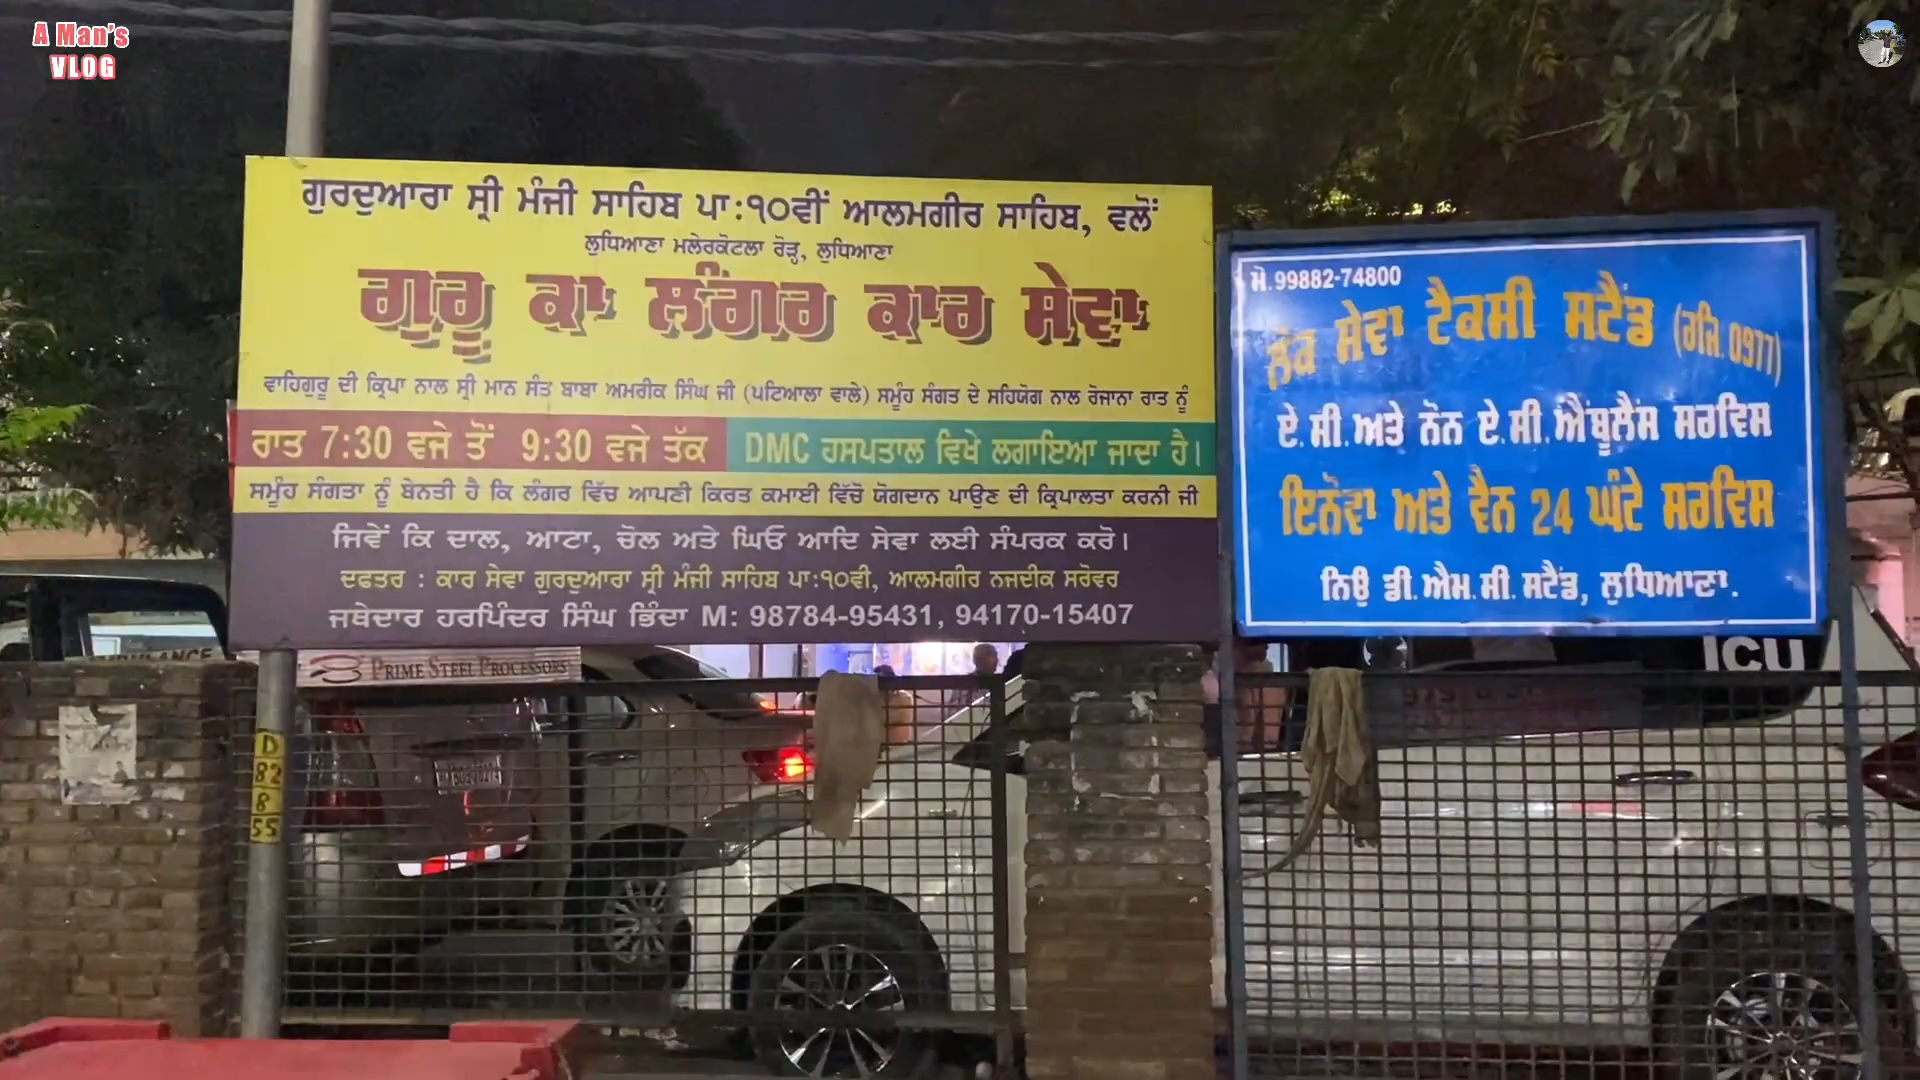 A Man's
VLOG
ਗੁਰਦੁਆਰਾ ਸ੍ਰੀ ਮੰਜੀ ਸਾਹਿਬ ਪਾ:੧੦ਵੀਂ ਆਲਮਗੀਰ ਸਾਹਿਬ, ਵਲੋਂ
ਲੁਧਿਆਣਾ ਮਲੇਰਕੋਟਲਾ ਰੋੜ੍ਹ, ਲੁਧਿਆਣਾ
ਗੁਰੂ ਕਾ ਲੰਗਰ ਕਾਰ ਸੇਵਾ
ਵਾਹਿਗੁਰੂ ਦੀ ਕ੍ਰਿਪਾ ਨਾਲ ਸ੍ਰੀ ਮਾਨ ਸੰਤ ਬਾਬਾ ਅਮਰੀਕ ਸਿੰਘ ਜੀ (ਪਟਿਆਲਾ ਵਾਲੇ) ਸਮੂੰਹ ਸੰਗਤ ਦੇ ਸਹਿਯੋਗ ਨਾਲ ਰੋਜਾਨਾ ਰਾਤ ਨੂੰ
ਰਾਤ 7:30 ਵਜੇ ਤੋਂ 9:30 ਵਜੇ ਤੱਕ DMC ਹਸਪਤਾਲ ਵਿਖੇ ਲਗਾਇਆ ਜਾਦਾ ਹੈ।
ਸਮੂੰਹ ਸੰਗਤਾ ਨੂੰ ਬੇਨਤੀ ਹੈ ਕਿ ਲੰਗਰ ਵਿੱਚ ਆਪਣੀ ਕਿਰਤ ਕਮਾਈ ਵਿੱਚੋ ਯੋਗਦਾਨ ਪਾਉਣ ਦੀ ਕ੍ਰਿਪਾਲਤਾ ਕਰਨੀ ਜੀ
ਜਿਵੇਂ ਕਿ ਦਾਲ, ਆਟਾ, ਚੋਲ ਅਤੇ ਘਿਓ ਆਦਿ ਸੇਵਾ ਲਈ ਸੰਪਰਕ ਕਰੋ।
ਦਫਤਰ : ਕਾਰ ਸੇਵਾ ਗੁਰਦੁਆਰਾ ਸ੍ਰੀ ਮੰਜੀ ਸਾਹਿਬ ਪਾ:੧੦ਵੀ, ਆਲਮਗੀਰ ਨਜਦੀਕ ਸਰੋਵਰ
ਜਥੇਦਾਰ ਹਰਪਿੰਦਰ ਸਿੰਘ ਭਿੰਦਾ M: 98784-95431, 94170-15407
ਮੋ. 99882-74800
ਲੋਕ ਸੇਵਾ ਟੈਕਸੀ ਸਟੈਂਡ (ਰਜਿ. 0977)
ਏ.ਸੀ. ਅਤੇ ਨੋਨ ਏ.ਸੀ. ਐਂਬੂਲੈਂਸ ਸਰਵਿਸ
ਇਨੋਵਾ ਅਤੇ ਵੈਨ 24 ਘੰਟੇ ਸਰਵਿਸ
ਨਿਊ ਡੀ.ਐਮ.ਸੀ. ਸਟੈਂਡ, ਲੁਧਿਆਣਾ.
ICU
PRIME STEEL PROCESSORS
D
82
8
55